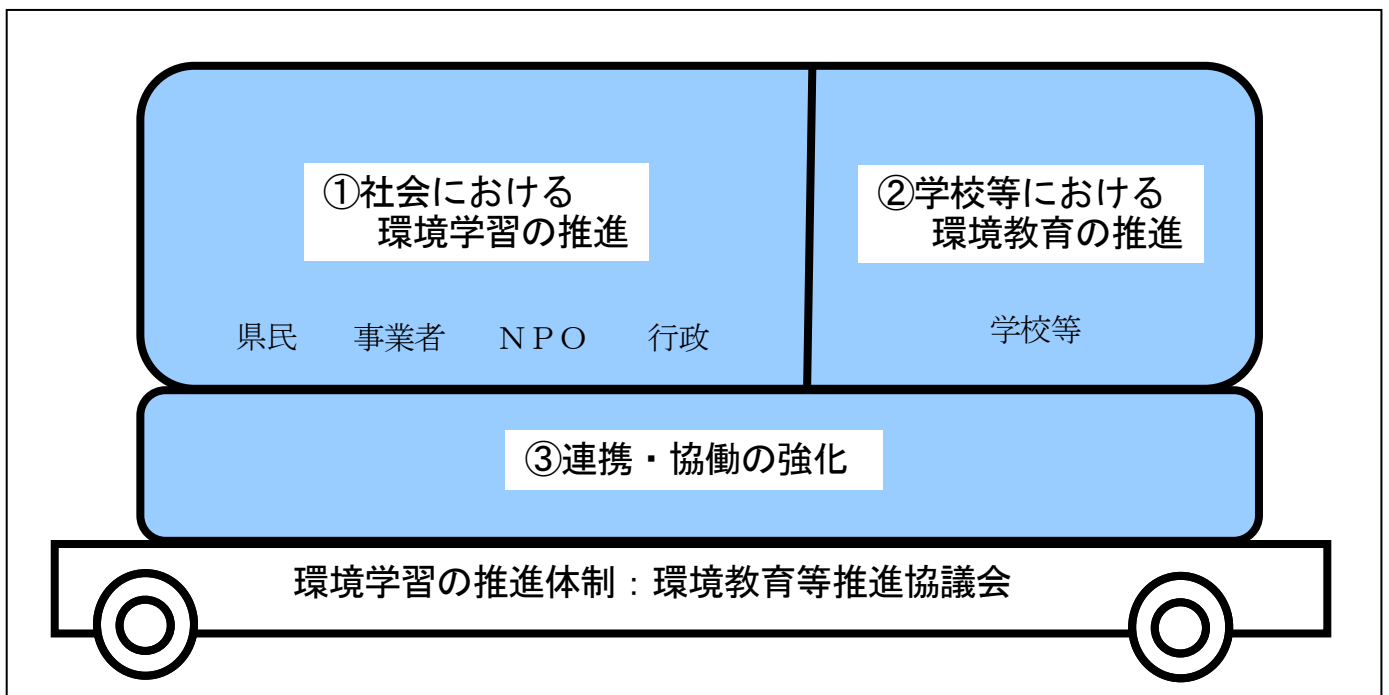 ①社会における
環境学習の推進
②学校等における
環境教育の推進
県民 事業者 ＮＰＯ 行政
学校等
③連携・協働の強化
環境学習の推進体制：環境教育等推進協議会